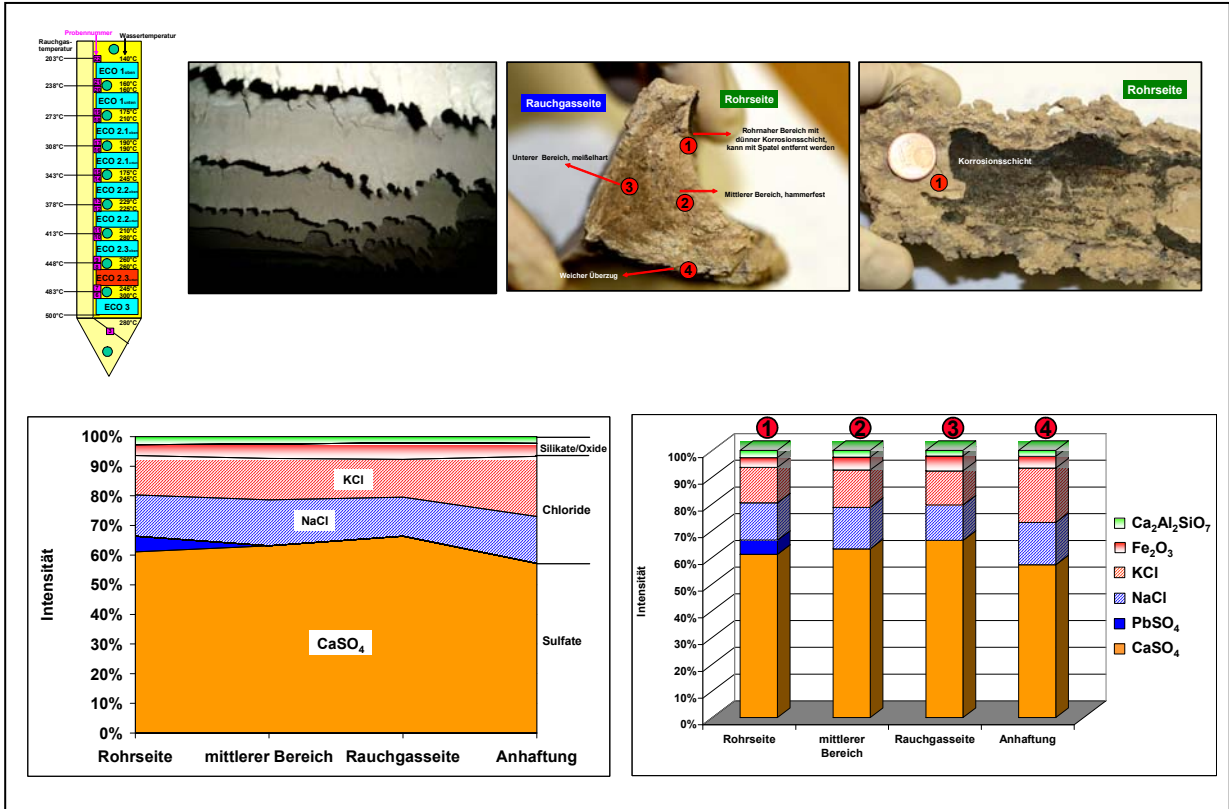 Probennummer
Rauchgas-
temperatur
Wassertemperatur
203°C
140°C
ECO 1
238°C
160°C
160°C
ECO 1
273°C
175°C
210°C
ECO 2.1
308°C
190°C
190°C
ECO 2.1
343°C
175°C
245°C
ECO 2.2
378°C
229°C
225°C
ECO 2.2
413°C
210°C
280°C
ECO 2.3
448°C
260°C
260°C
ECO 2.3
483°C
245°C
300°C
ECO 3
500°C
280°C
Rauchgasseite
Rohrseite
Rohrnaher Bereich mit
dünner Korrosionsschicht,
kann mit Spatel entfernt werden
1
Unterer Bereich, meißelhart
3
Mittlerer Bereich, hammerfest
2
Weicher Überzug
4
Rohrseite
Korrosionsschicht
1
100%
90%
80%
70%
60%
50%
40%
30%
20%
10%
0%
Intensität
KCl
NaCl
CaSO4
Silikate/Oxide
Chloride
Sulfate
Rohrseite
mittlerer Bereich
Rauchgasseite
Anhaftung
1
2
3
4
100%
90%
80%
70%
60%
50%
40%
30%
20%
10%
0%
Intensität
Rohrseite
mittlerer
Bereich
Rauchgasseite
Anhaftung
Ca2Al2SiO7
Fe2O3
KCl
NaCl
PbSO4
CaSO4